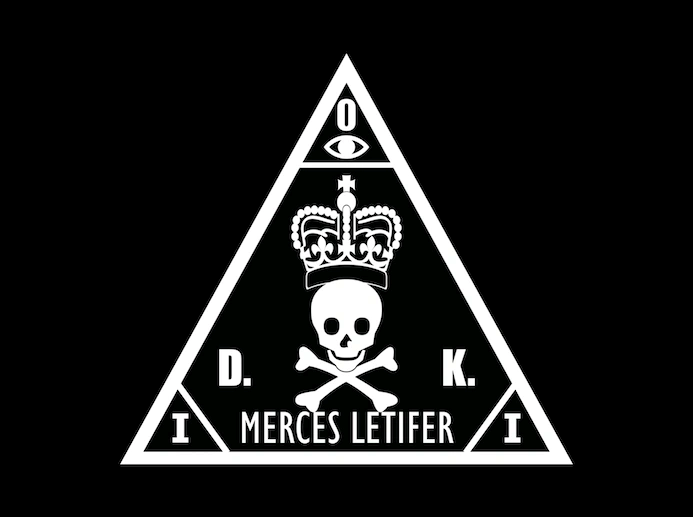 O
D. K.
I MERCES LETIFER I